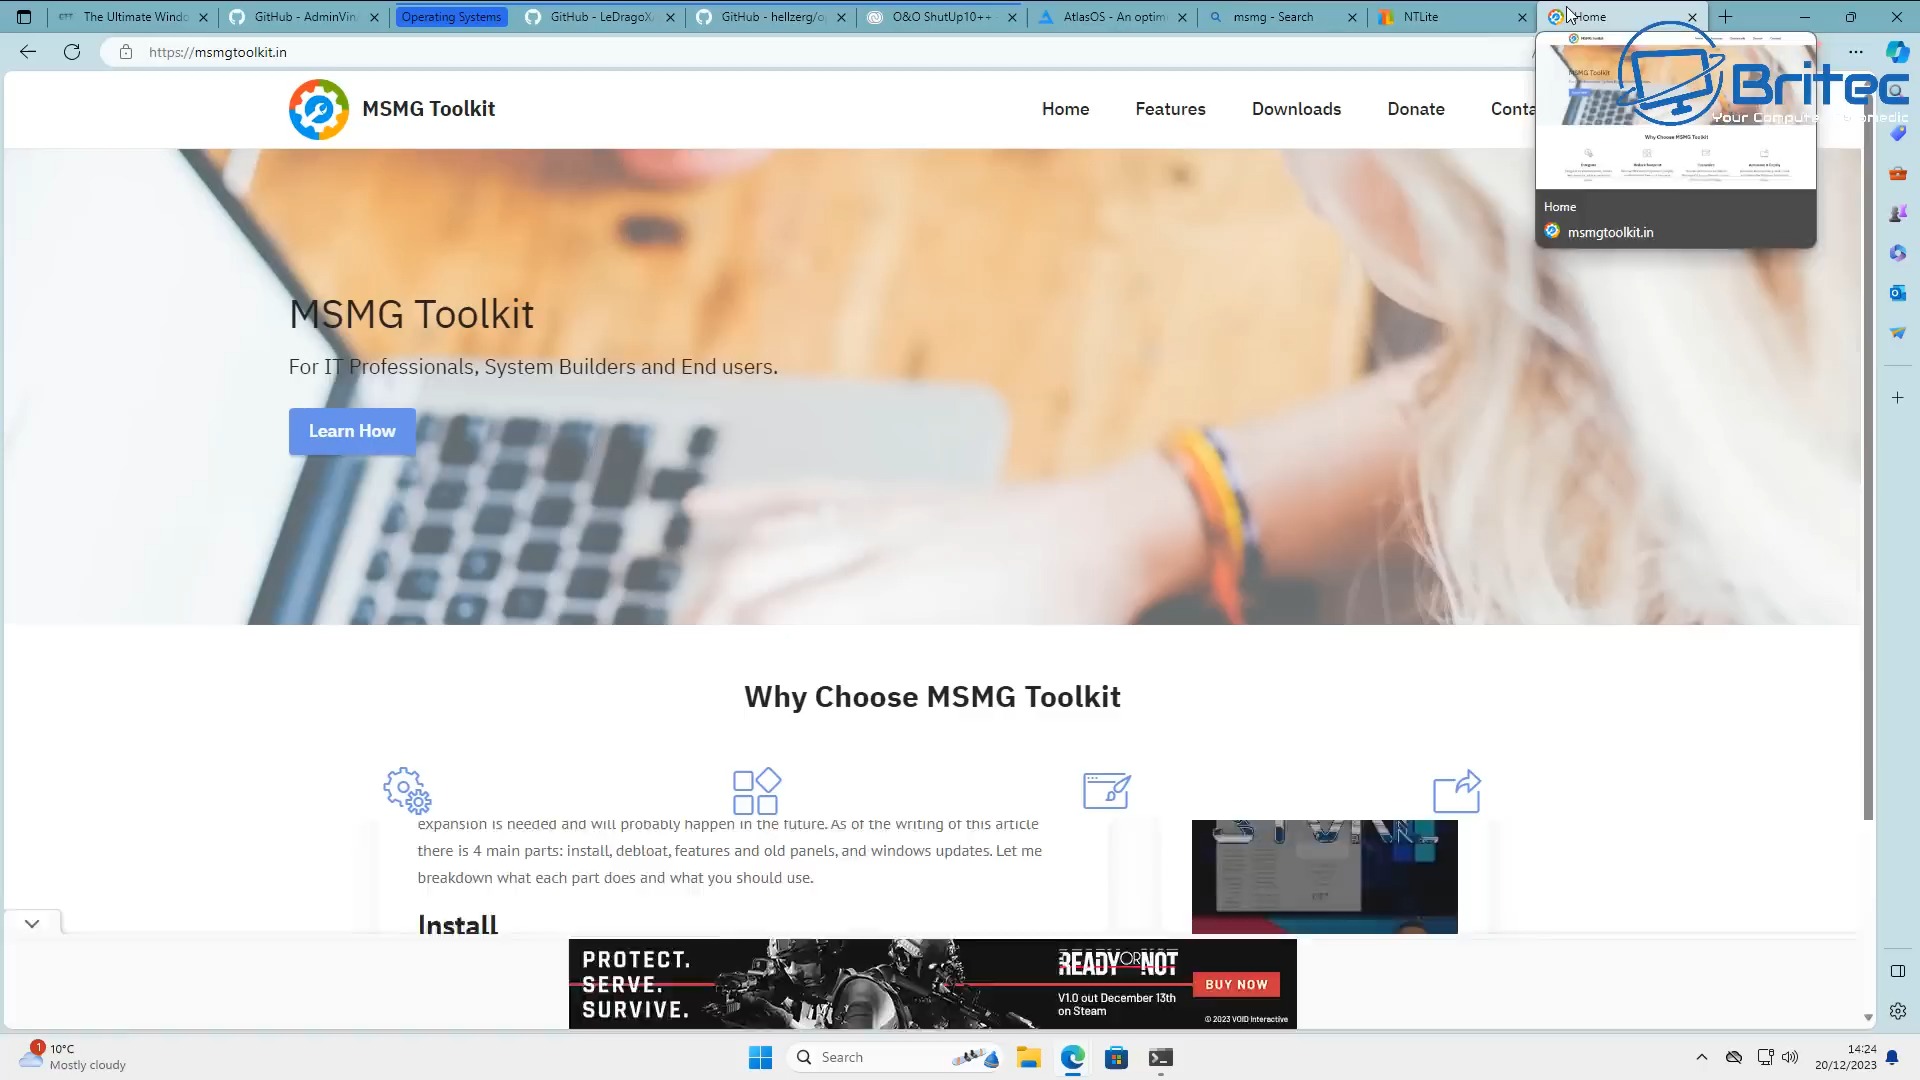 The Ultimate Windo
GitHub - AdminVin/
Operating Systems
GitHub - LeDragoX/
GitHub - hellzerg/op
O&O ShutUp10++
AtlasOS - An optim
msmg - Search
NTLite
Home
https://msmgtoolkit.in
MSMG Toolkit
Home
Features
Downloads
Donate
Conta
Britec
Why Choose MSMG Toolkit
Home
msmgtoolkit.in
MSMG Toolkit
For IT Professionals, System Builders and End users.
Learn How
Why Choose MSMG Toolkit
expansion is needed and will probably happen in the future. As of the writing of this article
there is 4 main parts: install, debloat, features and old panels, and windows updates. Let me
breakdown what each part does and what you should use.
Install
PROTECT.
SERVE.
SURVIVE.
READY OR NOT
V1.0 out December 13th
on Steam
BUY NOW
© 2023 VOID Interactive
1
10°C
Mostly cloudy
Search
14:24
20/12/2023